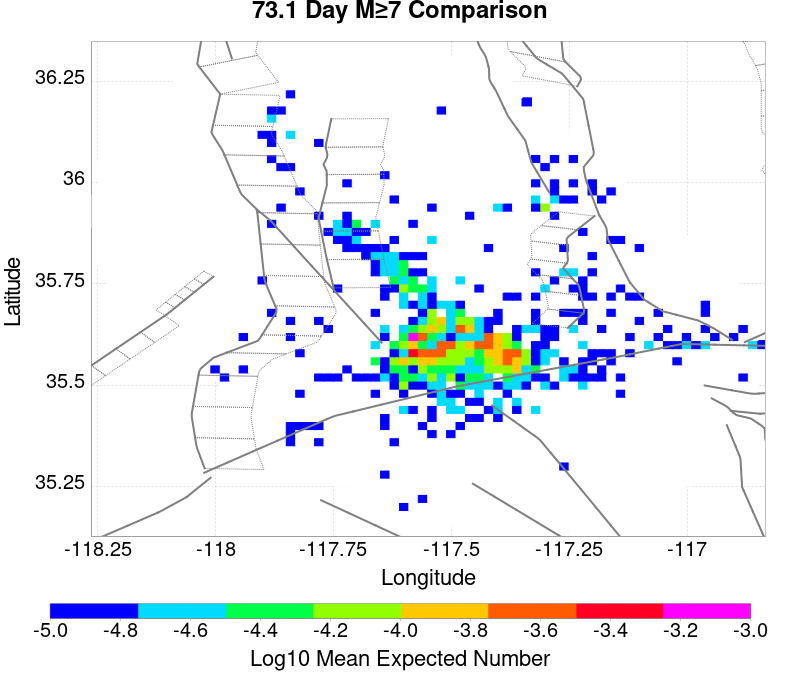 73.1 Day M≥7 Comparison
36.25
36
35.75
35.5
35.25
Latitude
-118.25 -118 -117.75 -117.5 -117.25 -117
Longitude
-5.0 -4.8 -4.6 -4.4 -4.2 -4.0 -3.8 -3.6 -3.4 -3.2 -3.0
Log10 Mean Expected Number